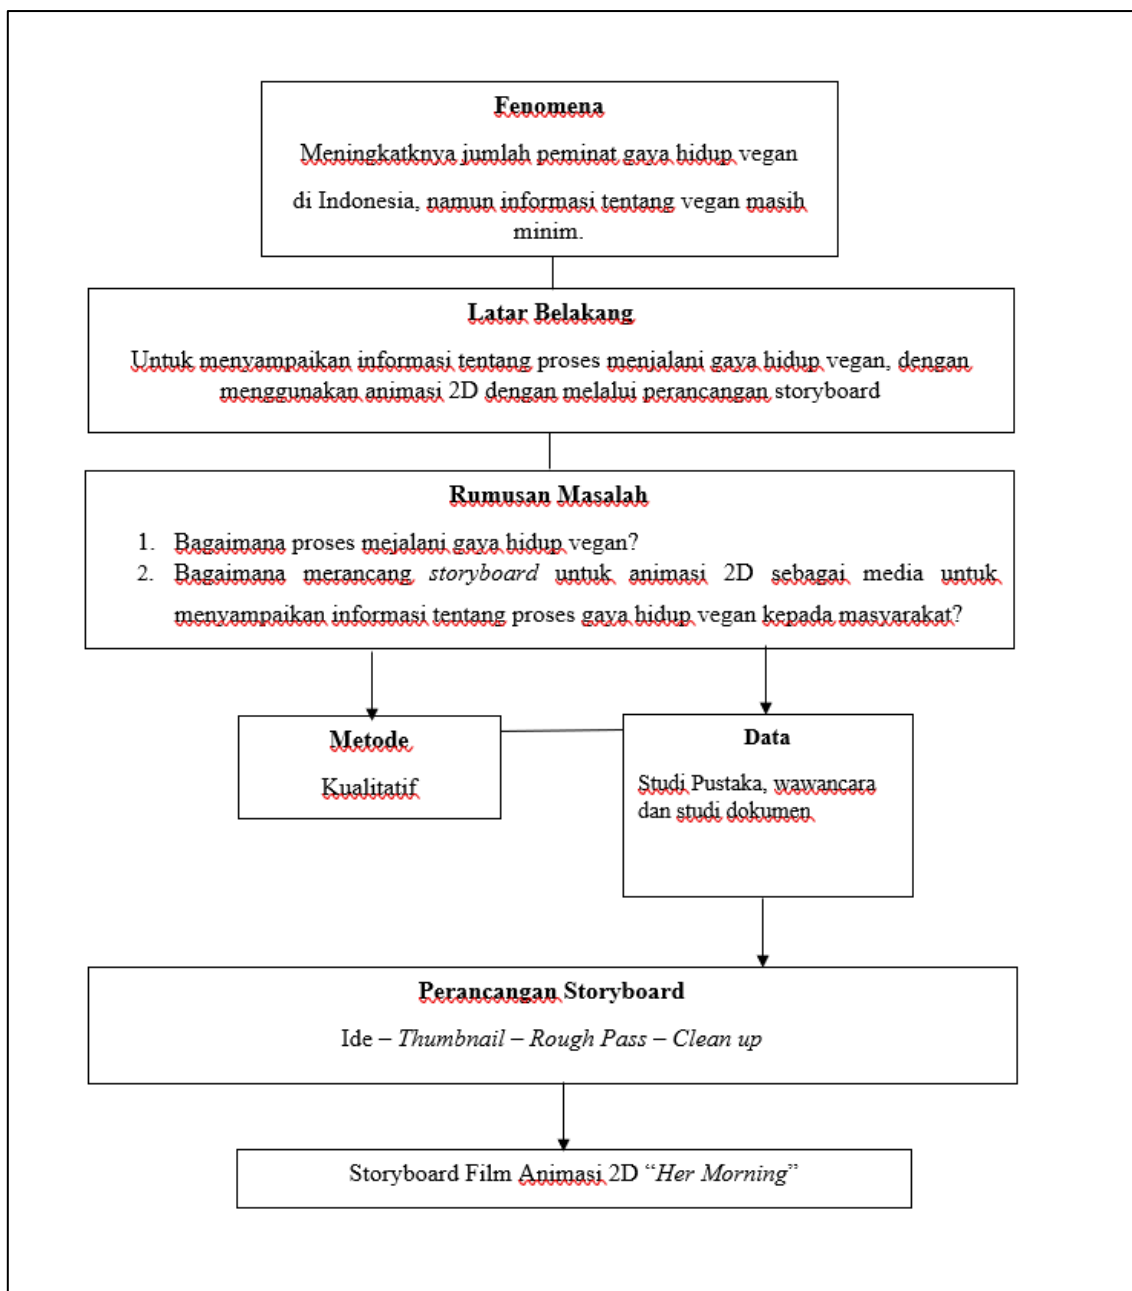 Fenomena
Meningkatknya jumlah peminat gaya hidup vegan
di Indonesia, namun informasi tentang vegan masih
minim.
Latar Belakang
Untuk menyampaikan informasi tentang proses menjalani gaya hidup vegan, dengan
menggunakan animasi 2D dengan melalui perancangan storyboard
Rumusan Masalah
1. Bagaimana proses mejalani gaya hidup vegan?
2. Bagaimana merancang storyboard untuk animasi 2D sebagai media untuk
menyampaikan informasi tentang proses gaya hidup vegan kepada masyarakat?
Metode
Kualitatif
Data
Studi Pustaka, wawancara
dan studi dokumen
Perancangan Storyboard
Ide – Thumbnail – Rough Pass – Clean up
Storyboard Film Animasi 2D “Her Morning”